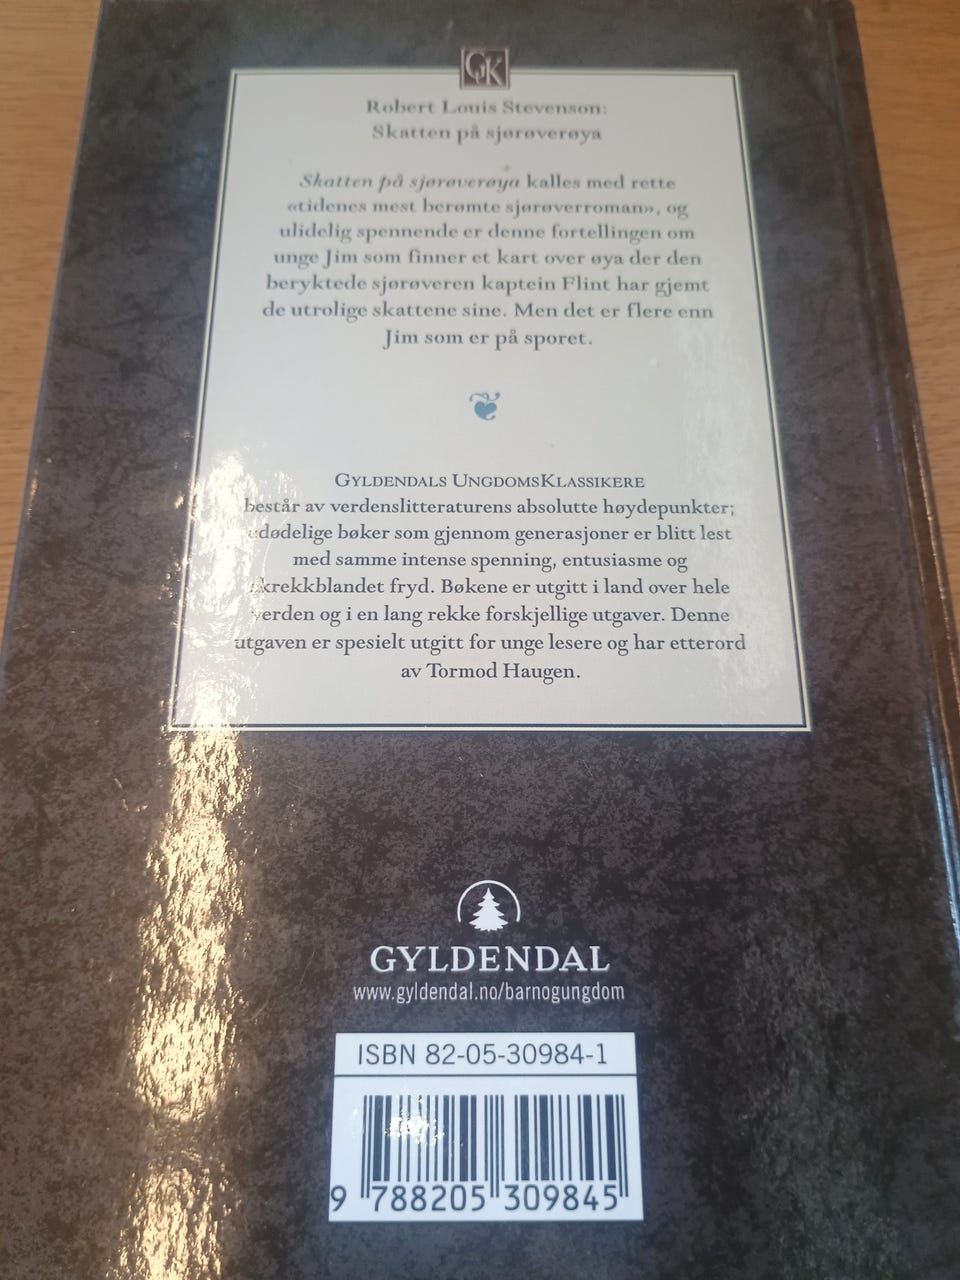 GUK
Robert Louis Stevenson:
Skatten på sjørøverøya
Skatten på sjørøverøya kalles med rette
«tidenes mest berømte sjørøverroman», og
ulidelig spennende er denne fortellingen om
unge Jim som finner et kart over øya der den
beryktede sjørøveren kaptein Flint har gjemt
de utrolige skattene sine. Men det er flere enn
Jim som er på sporet.
GYLDENDALS UNGDOMSKLASSIKERE
består av verdenslitteraturens absolutte høydepunkter;
udødelige bøker som gjennom generasjoner er blitt lest
med samme intense spenning, entusiasme og
skrekkblandet fryd. Bøkene er utgitt i land over hele
verden og i en lang rekke forskjellige utgaver. Denne
utgaven er spesielt utgitt for unge lesere og har etterord
av Tormod Haugen.
GYLDENDAL
www.gyldendal.no/barnogungdom
ISBN 82-05-30984-1
9 788205 309845